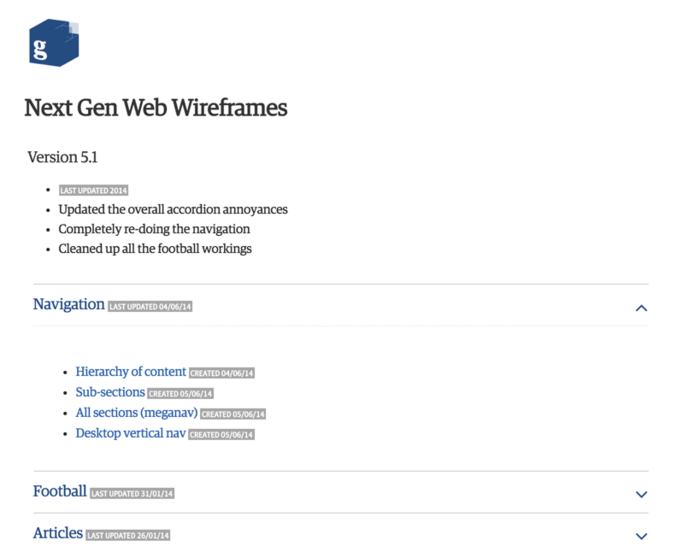 g
Next Gen Web Wireframes
Version 5.1
LAST UPDATED 2014
Updated the overall accordion annoyances
Completely re-doing the navigation
Cleaned up all the football workings
Navigation LAST UPDATED 04/06/14
Hierarchy of content CREATED 04/06/14
Sub-sections CREATED 05/06/14
All sections (meganav) CREATED 05/06/14
Desktop vertical nav CREATED 05/06/14
Football LAST UPDATED 31/01/14
Articles LAST UPDATED 26/01/14